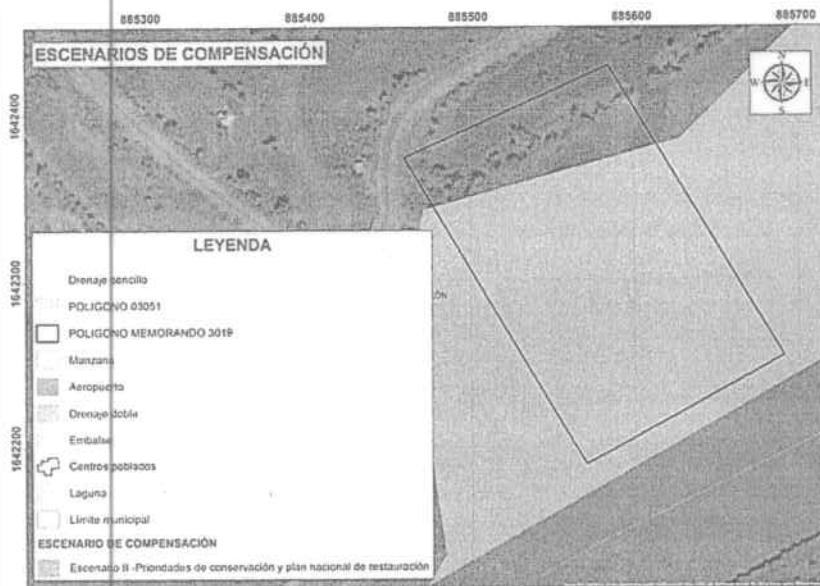 885300 885400 885500 885600 885700
ESCENARIOS DE COMPENSACIÓN
N
W E
S
1642400
1642300
1642200
LEYENDA
Drenaje sencillo
POLIGONO 03051
POLIGONO MEMORANDO 3019
Manzana
Aeropuerto
Drenaje doble
Embalse
Centros poblados
Laguna
Límite municipal
ESCENARIO DE COMPENSACIÓN
Escenario II -Prioridades de conservación y plan nacional de restauración